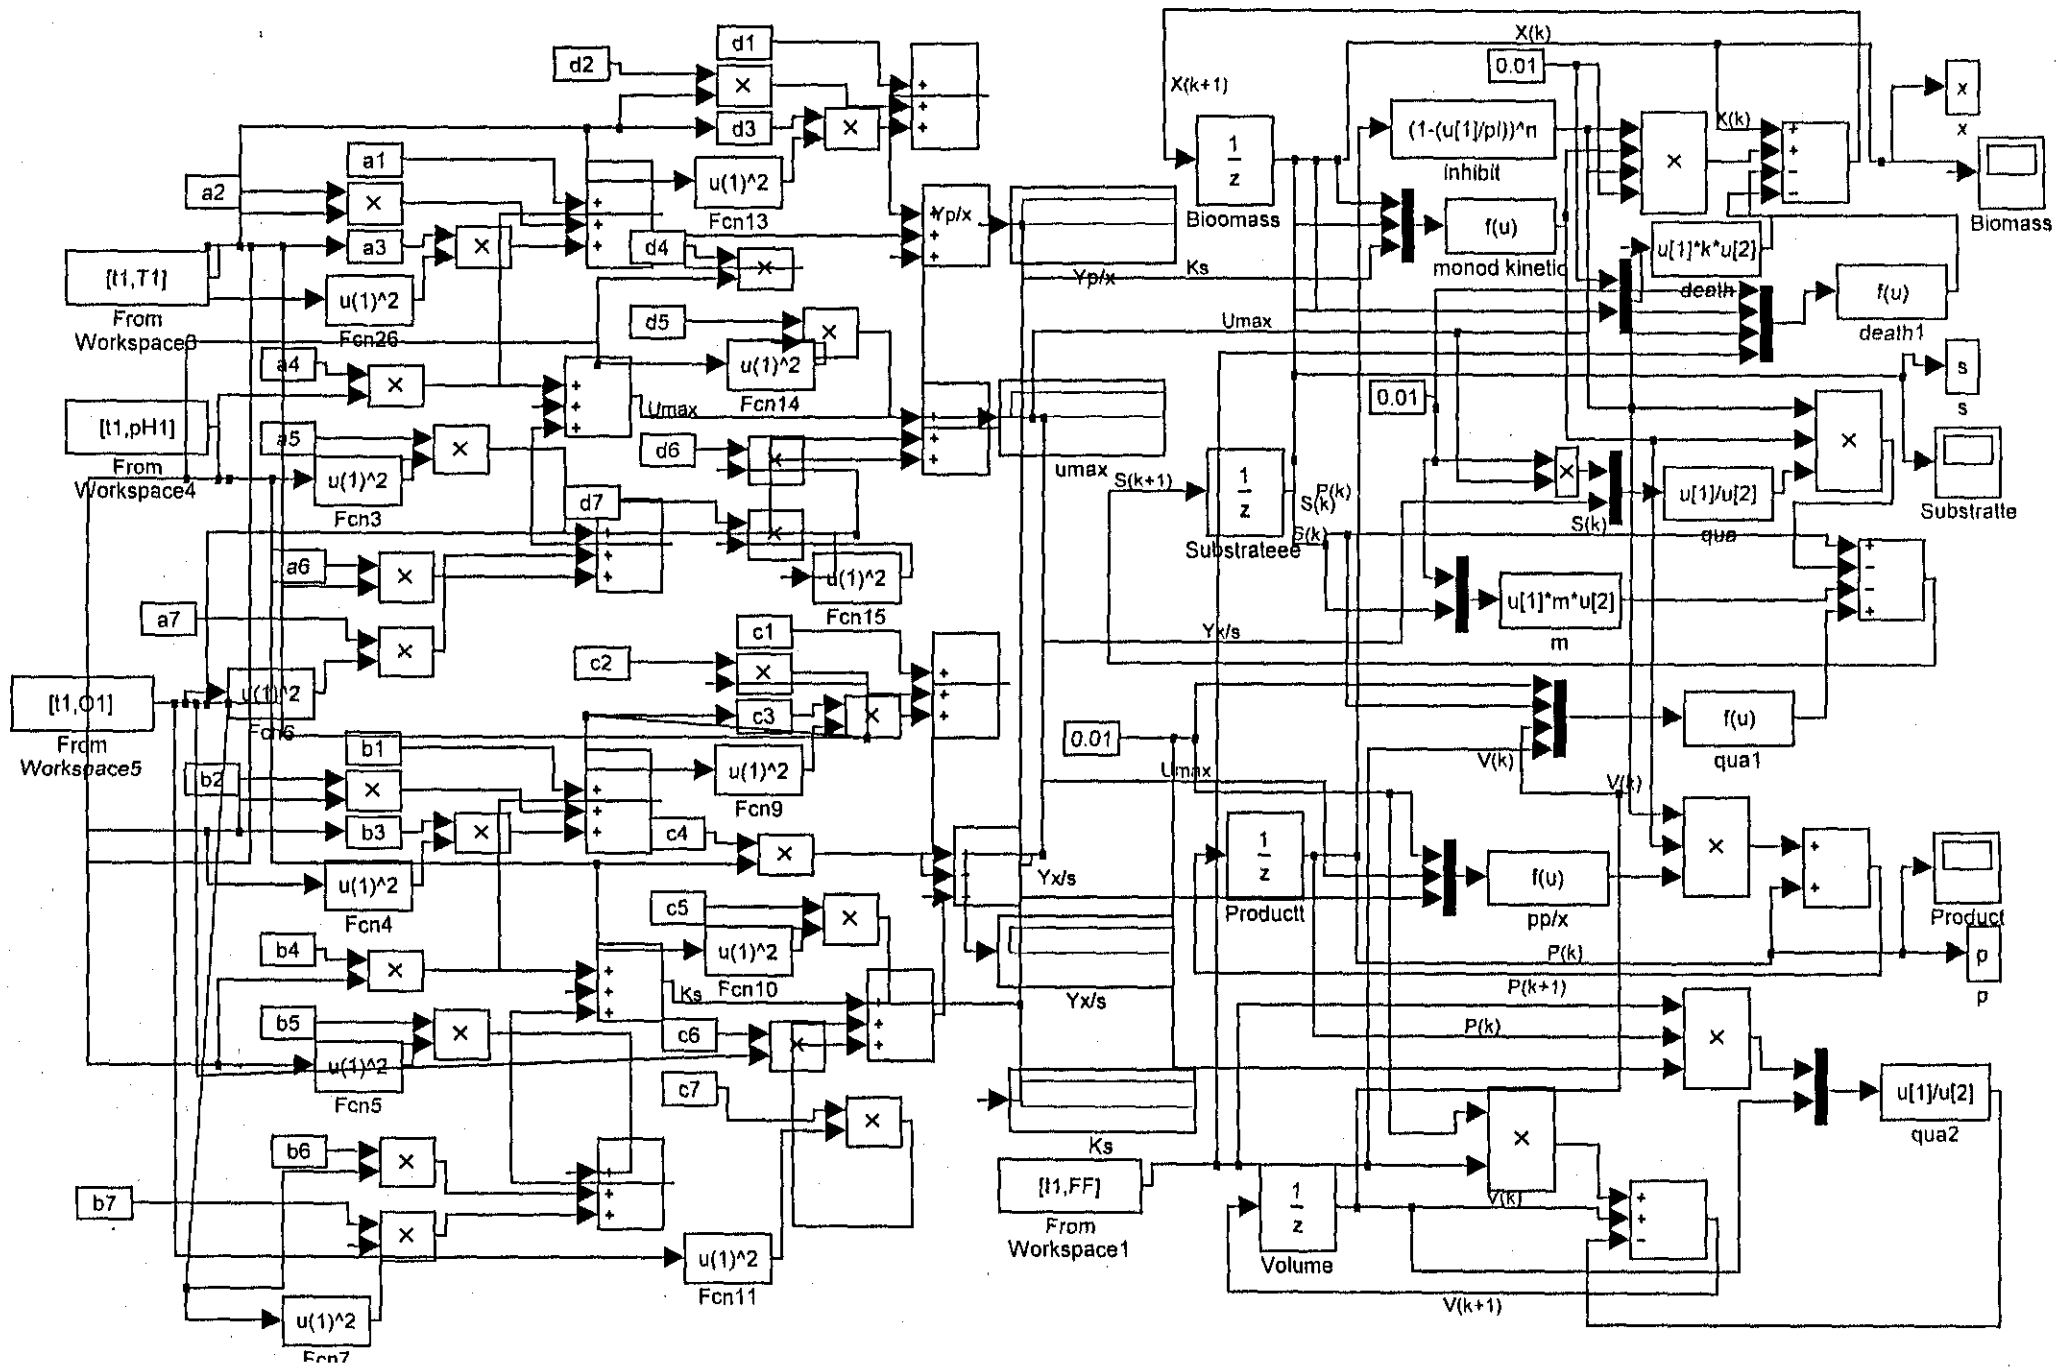 d1
d2
×
d3
×
+
+
+
a1
a2
×
a3
×
u(1)^2
Fcn13
+
+
+
d4
×
[t1,T1]
From
Workspace6
u(1)^2
Fcn26
d5
×
u(1)^2
Fcn14
a4
×
+
+
+
Umax
[t1,pH1]
From
Workspace4
a5
×
u(1)^2
Fcn3
d6
×
d7
×
u(1)^2
Fcn15
+
+
+
a6
×
a7
×
[t1,O1]
From
Workspace5
u(1)^2
Fcn6
c1
c2
×
c3
×
+
+
+
u(1)^2
Fcn9
b1
b2
×
b3
×
+
+
+
u(1)^2
Fcn4
c4
×
c5
×
u(1)^2
Fcn10
b4
×
+
+
+
Ks
b5
×
u(1)^2
Fcn5
c6
×
+
+
+
c7
×
b6
×
b7
×
+
+
+
u(1)^2
Fcn11
u(1)^2
Fcn7
Yp/x
+
+
+
Yp/x
+
+
+
umax
Yx/s
Yx/s
Ks
X(k+1)
X(k)
0.01
1
z
Bioomass
(1-(u[1]/pl))^n
inhibit
×
X(k)
+
+
−
−
x
x
Biomass
Ks
f(u)
monod kinetic
u[1]*k*u[2]
death
f(u)
death1
Umax
s
s
0.01
×
Substratte
S(k+1)
1
z
Substrateee
P(k)
S(k)
S(k)
×
S(k)
u[1]/u[2]
qua
+
−
−
+
u[1]*m*u[2]
m
Yx/s
0.01
V(k)
f(u)
qua1
Umax
V(k)
1
z
Productt
f(u)
pp/x
×
+
+
Product
p
p
P(k)
P(k+1)
P(k)
×
u[1]/u[2]
qua2
[t1,FF]
From
Workspace1
1
z
Volume
×
V(k)
+
+
−
V(k+1)